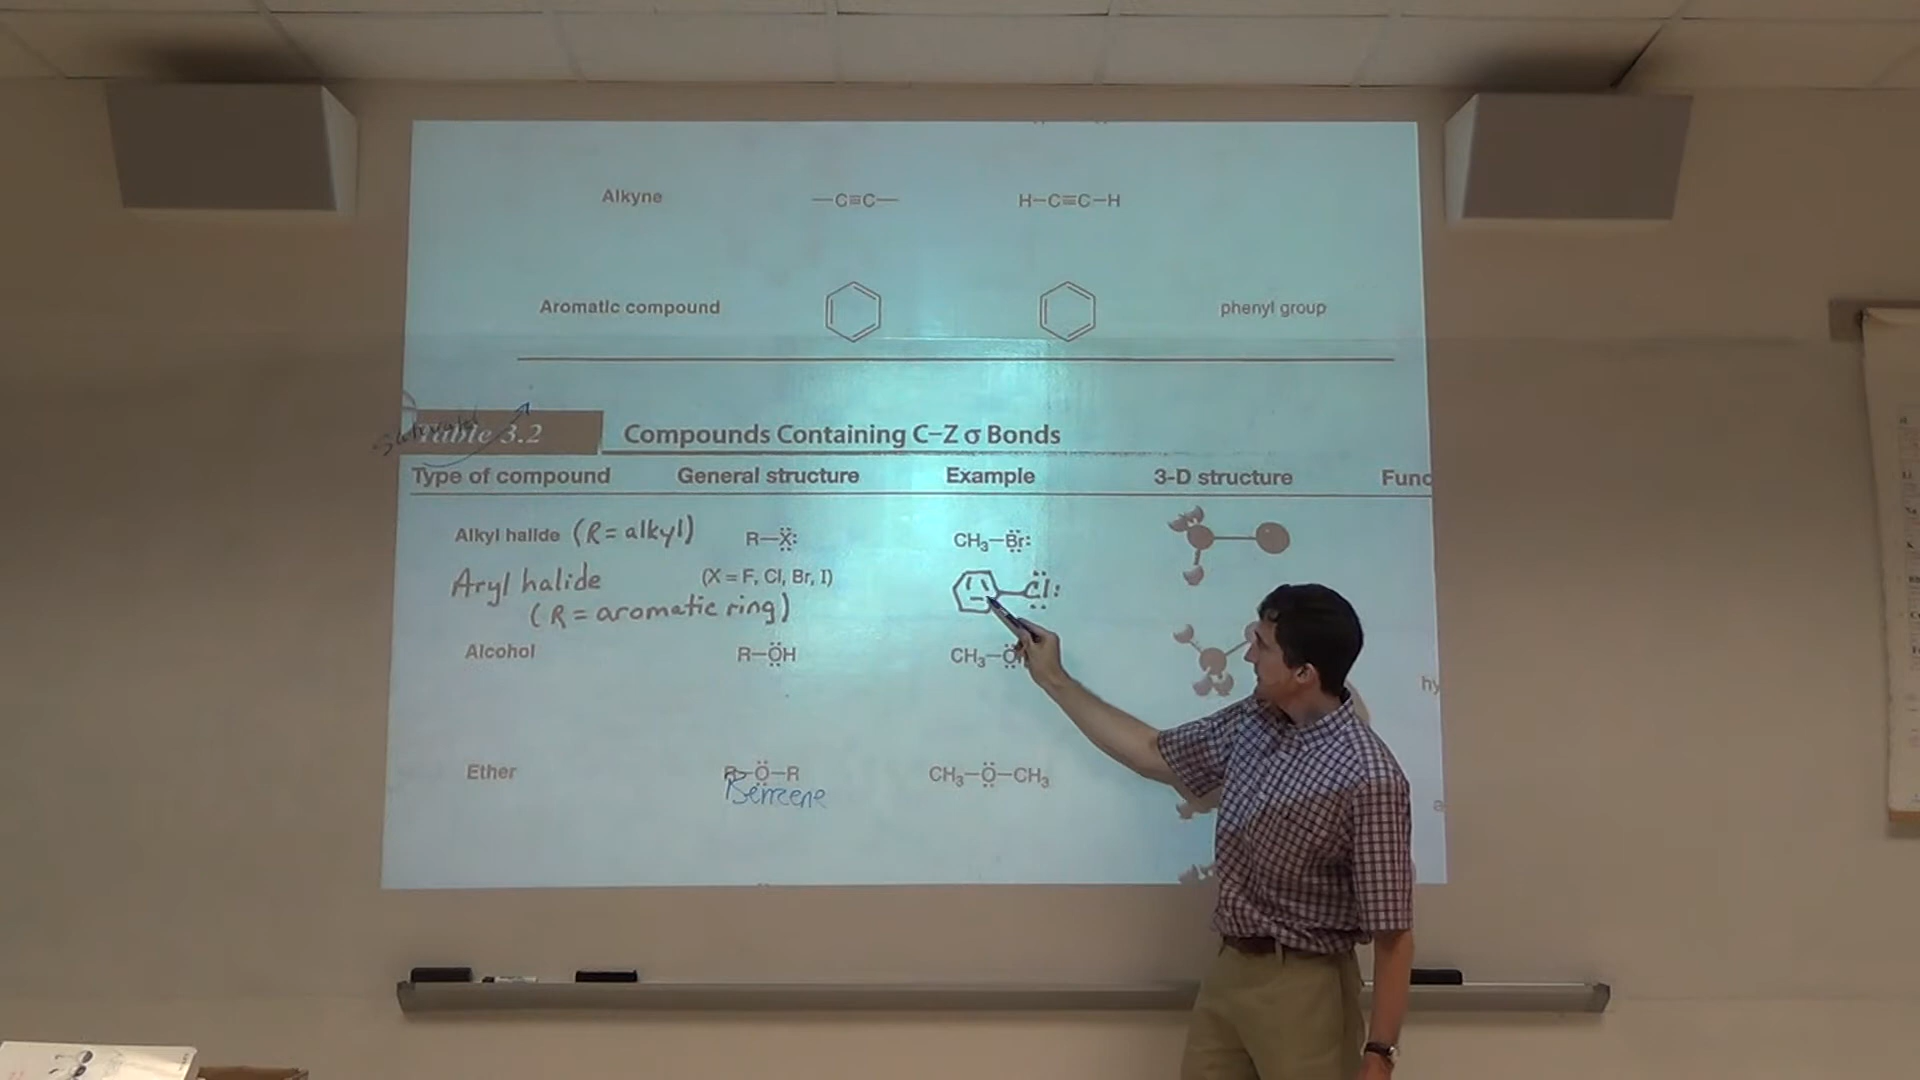 Alkyne —C≡C— H—C≡C—H
Aromatic compound phenyl group
Table 3.2 Compounds Containing C–Z σ Bonds
Type of compound General structure Example 3-D structure Func
Alkyl halide (R = alkyl) R—X: CH₃—Br:
Aryl halide (X = F, Cl, Br, I) Cl:
(R = aromatic ring)
Alcohol R—OH CH₃—O
hy
Ether R—O—R CH₃—O—CH₃
Benzene
a